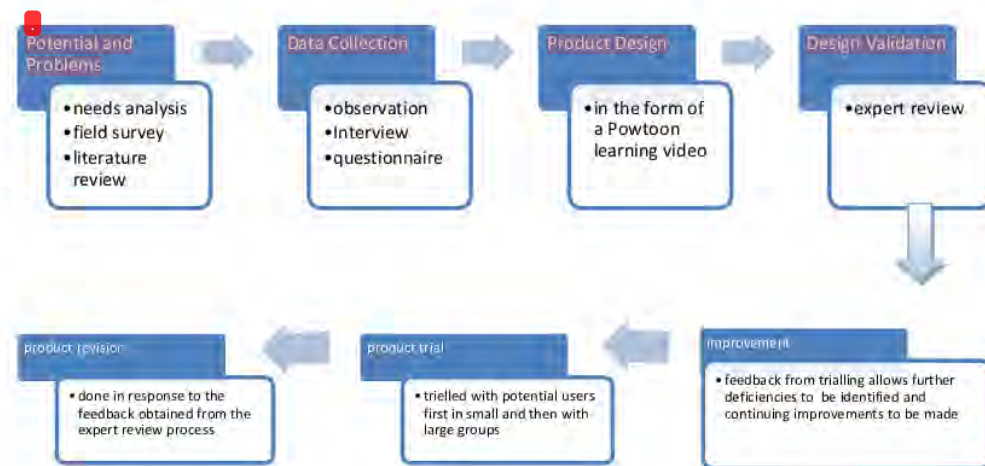 Potential and
Problems
• needs analysis
• field survey
• literature
review
Data Collection
• observation
• Interview
• questionnaire
Product Design
• in the form of
a Powtoon
learning video
Design Validation
• expert review
improvement
• feedback from trialling allows further
deficiencies to be identified and
continuing improvements to be made
product trial
• trielled with potential users
first in small and then with
large groups
product revision
• done in response to the
feedback obtained from the
expert review process